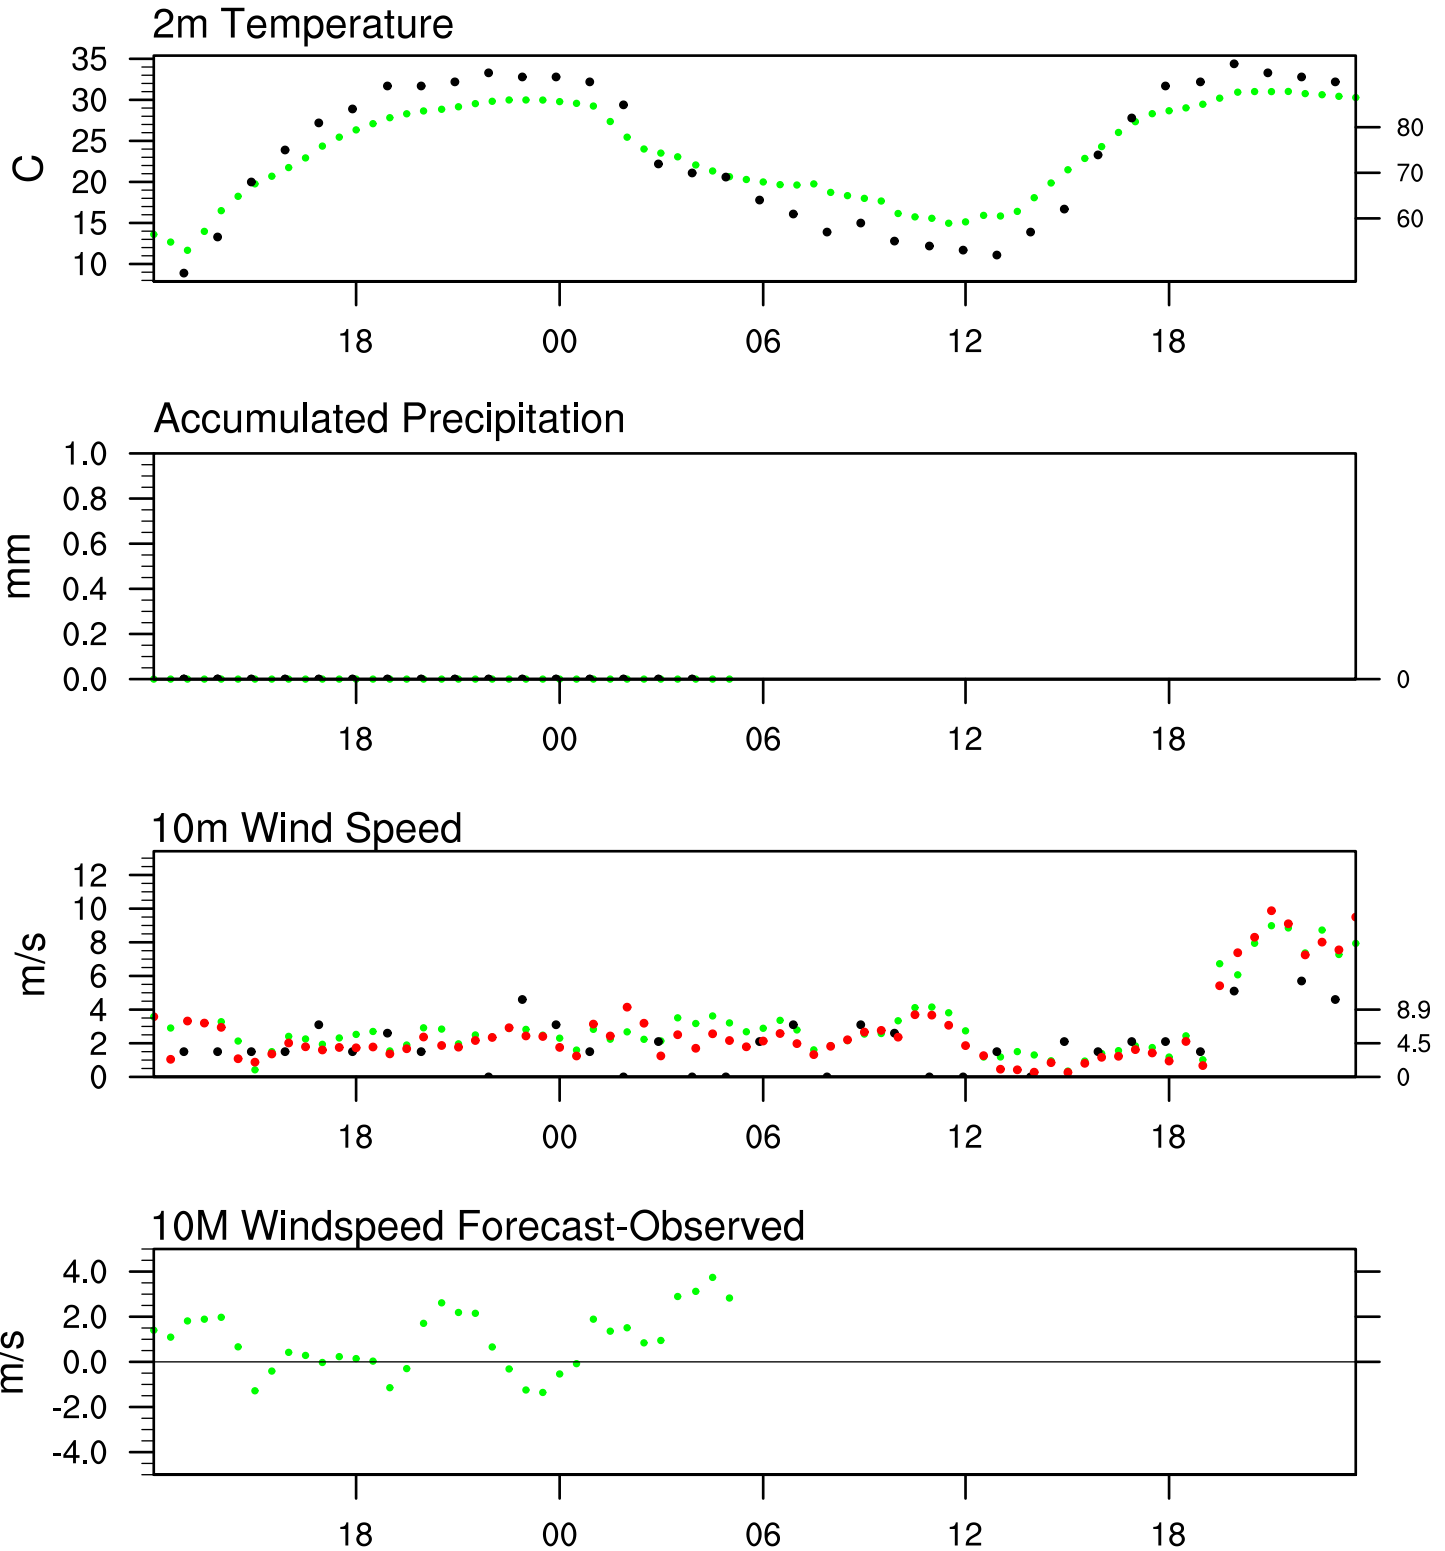 2m Temperature
35
30
25
20
15
10
C
80
70
60
18 00 06 12 18
Accumulated Precipitation
1.0
0.8
0.6
0.4
0.2
0.0
mm
0
18 00 06 12 18
10m Wind Speed
12
10
8
6
4
2
0
m/s
8.9
4.5
0
18 00 06 12 18
10M Windspeed Forecast-Observed
4.0
2.0
0.0
-2.0
-4.0
m/s
18 00 06 12 18